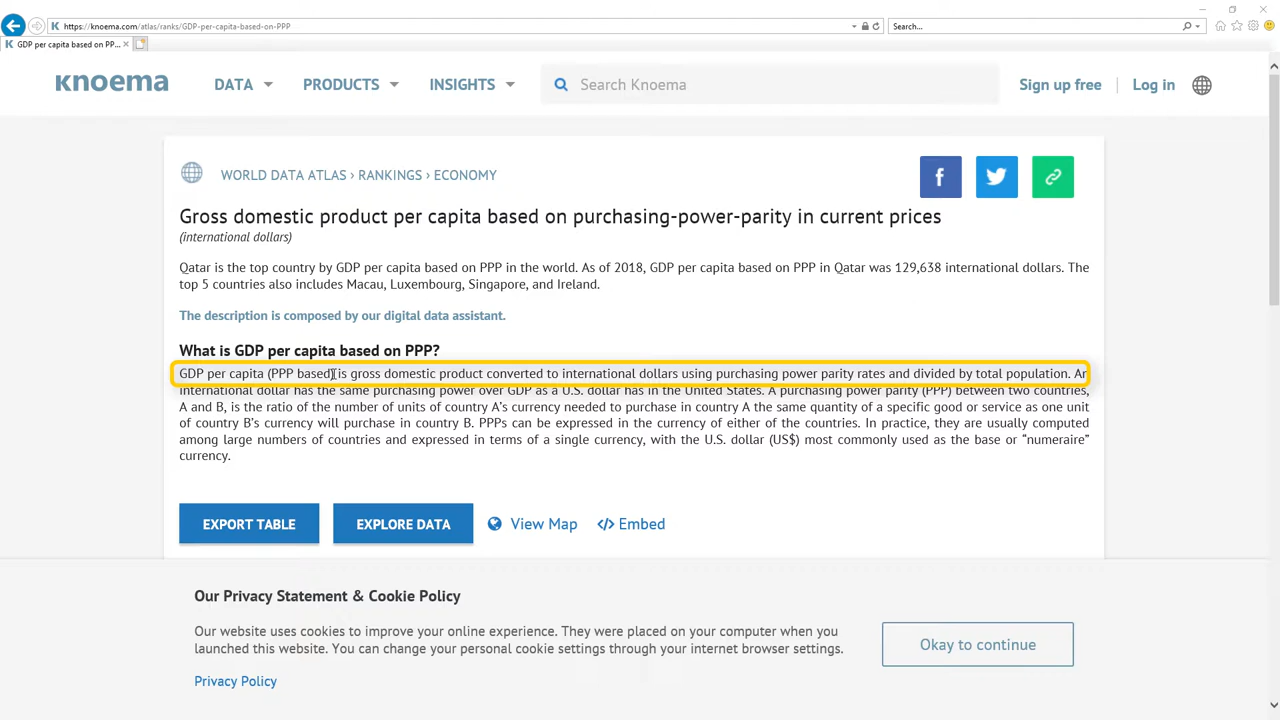 https://knoema.com/atlas/ranks/GDP-per-capita-based-on-PPP
Search...
GDP per capita based on PP...
knoema
DATA
PRODUCTS
INSIGHTS
Search Knoema
Sign up free
Log in
WORLD DATA ATLAS › RANKINGS › ECONOMY
Gross domestic product per capita based on purchasing-power-parity in current prices
(international dollars)
Qatar is the top country by GDP per capita based on PPP in the world. As of 2018, GDP per capita based on PPP in Qatar was 129,638 international dollars. The
top 5 countries also includes Macau, Luxembourg, Singapore, and Ireland.
The description is composed by our digital data assistant.
What is GDP per capita based on PPP?
GDP per capita (PPP based) is gross domestic product converted to international dollars using purchasing power parity rates and divided by total population. An
international dollar has the same purchasing power over GDP as a U.S. dollar has in the United States. A purchasing power parity (PPP) between two countries,
A and B, is the ratio of the number of units of country A’s currency needed to purchase in country A the same quantity of a specific good or service as one unit
of country B’s currency will purchase in country B. PPPs can be expressed in the currency of either of the countries. In practice, they are usually computed
among large numbers of countries and expressed in terms of a single currency, with the U.S. dollar (US$) most commonly used as the base or “numeraire”
currency.
EXPORT TABLE
EXPLORE DATA
View Map
</> Embed
Our Privacy Statement & Cookie Policy
Our website uses cookies to improve your online experience. They were placed on your computer when you
launched this website. You can change your personal cookie settings through your internet browser settings.
Okay to continue
Privacy Policy